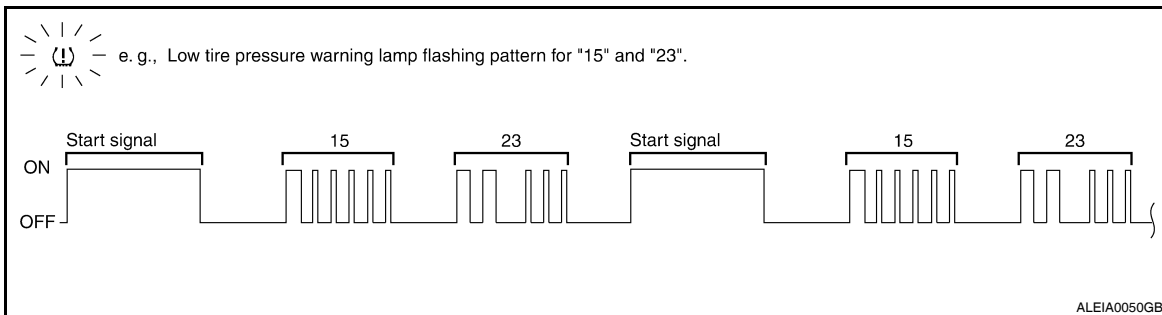 e. g., Low tire pressure warning lamp flashing pattern for "15" and "23".
Start signal 15 23 Start signal 15 23
ON
OFF
ALEIA0050GB